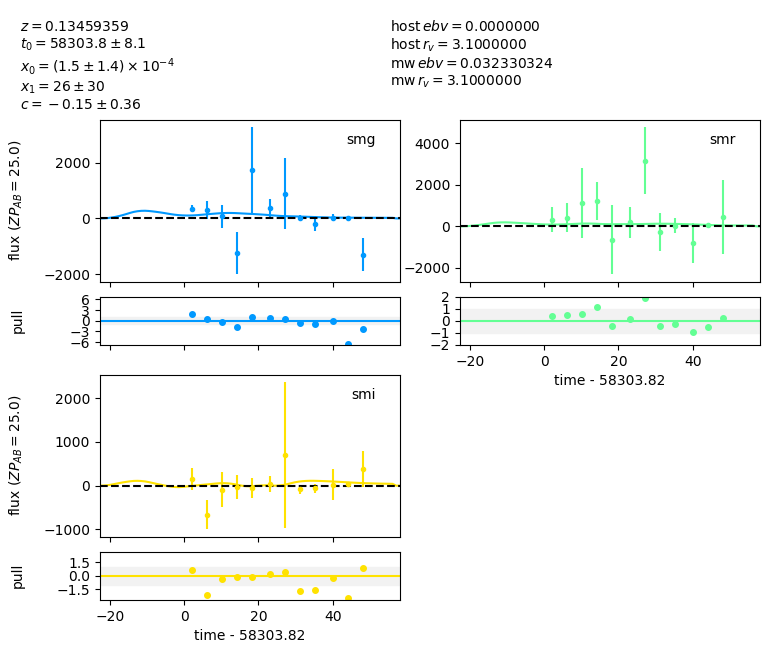 z = 0.13459359
t₀ = 58303.8 ± 8.1
x₀ = (1.5 ± 1.4) × 10⁻⁴
x₁ = 26 ± 30
c = −0.15 ± 0.36
host ebv = 0.0000000
host r_v = 3.1000000
mw ebv = 0.032330324
mw r_v = 3.1000000
flux (ZP_AB = 25.0)
2000
0
−2000
smg
4000
2000
0
−2000
smr
pull
6
3
0
−3
−6
2
1
0
−1
−2
−20
0
20
40
time - 58303.82
flux (ZP_AB = 25.0)
2000
1000
0
−1000
smi
pull
1.5
0.0
−1.5
−20
0
20
40
time - 58303.82